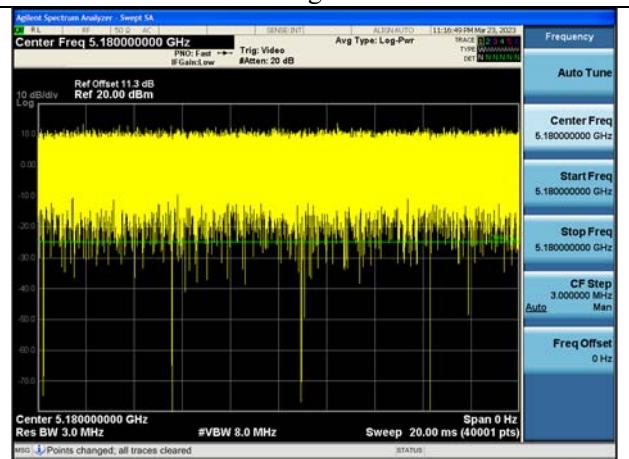 Agilent Spectrum Analyzer - Swept SA
RL RF 50 Ω AC SENSE:INT ALIGN AUTO 11:16:49 PM Mar 23, 2023
Center Freq 5.180000000 GHz
PNO: Fast
IFGain:Low
Trig: Video
#Atten: 20 dB
Avg Type: Log-Pwr
TRACE 1 2 3 4 5 6
TYPE
DET N N N N N N
Ref Offset 11.3 dB
Ref 20.00 dBm
10 dB/div
Log
10.0
0.00
-10.0
-20.0
-30.0
-40.0
-50.0
-60.0
-70.0
Center 5.180000000 GHz
Span 0 Hz
Res BW 3.0 MHz
#VBW 8.0 MHz
Sweep 20.00 ms (40001 pts)
MSG Points changed; all traces cleared
STATUS
Frequency
Auto Tune
Center Freq
5.180000000 GHz
Start Freq
5.180000000 GHz
Stop Freq
5.180000000 GHz
CF Step
3.000000 MHz
Auto Man
Freq Offset
0 Hz